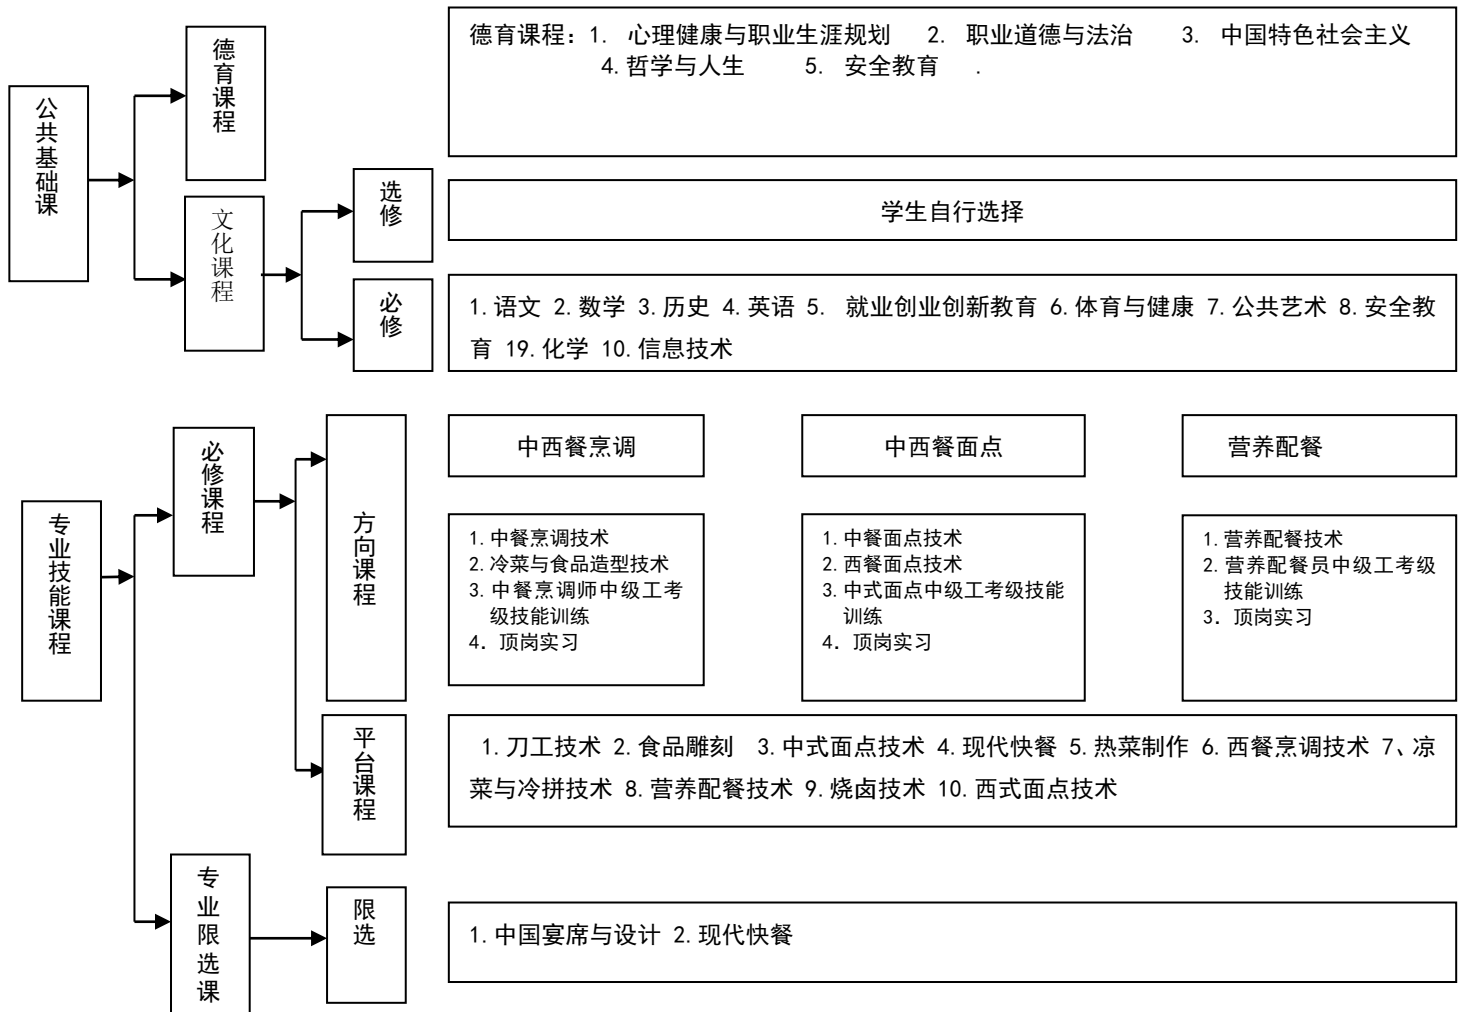 公共基础课
德育课程
德育课程：1. 心理健康与职业生涯规划 2. 职业道德与法治 3. 中国特色社会主义
4.哲学与人生 5. 安全教育 .
文化课程
选修
学生自行选择
必修
1.语文 2.数学 3.历史 4.英语 5. 就业创业创新教育 6.体育与健康 7.公共艺术 8.安全教
育 19.化学 10.信息技术
专业技能课程
必修课程
方向课程
中西餐烹调
1.中餐烹调技术
2.冷菜与食品造型技术
3.中餐烹调师中级工考
级技能训练
4．顶岗实习
中西餐面点
1.中餐面点技术
2.西餐面点技术
3.中式面点中级工考级技能
训练
4．顶岗实习
营养配餐
1.营养配餐技术
2.营养配餐员中级工考级
技能训练
3．顶岗实习
平台课程
1.刀工技术 2.食品雕刻 3.中式面点技术 4.现代快餐 5.热菜制作 6.西餐烹调技术 7、凉
菜与冷拼技术 8.营养配餐技术 9.烧卤技术 10.西式面点技术
专业限选课
限选
1.中国宴席与设计 2.现代快餐